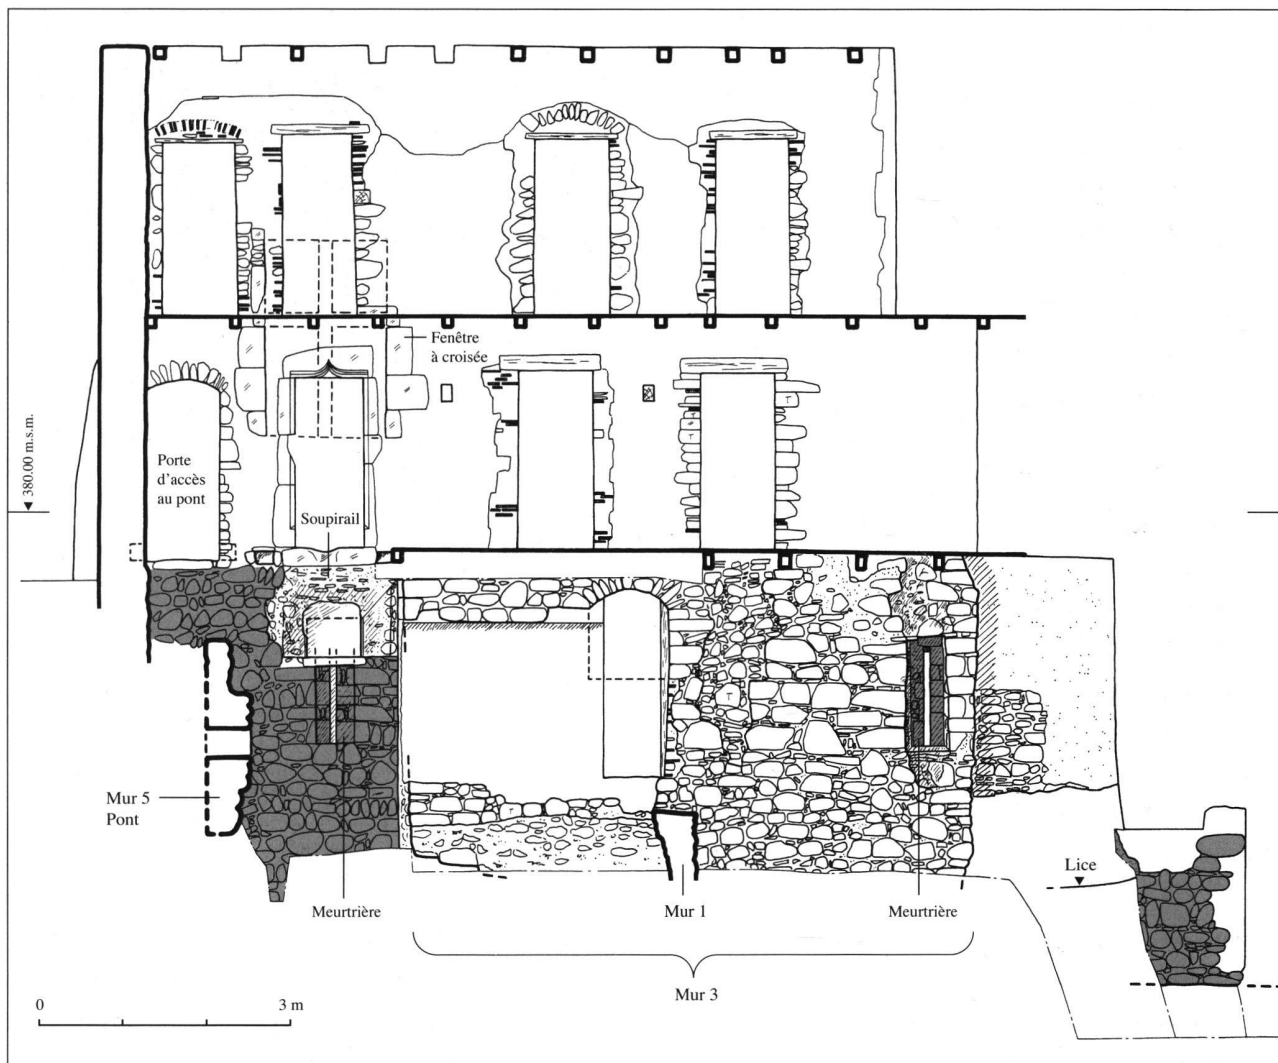 Fenêtre
à croisée
380.00 m.s.m.
Porte
d'accès
au pont
Soupirail
Mur 5
Pont
Lice
Meurtrière
Mur 1
Meurtrière
Mur 3
0
3 m